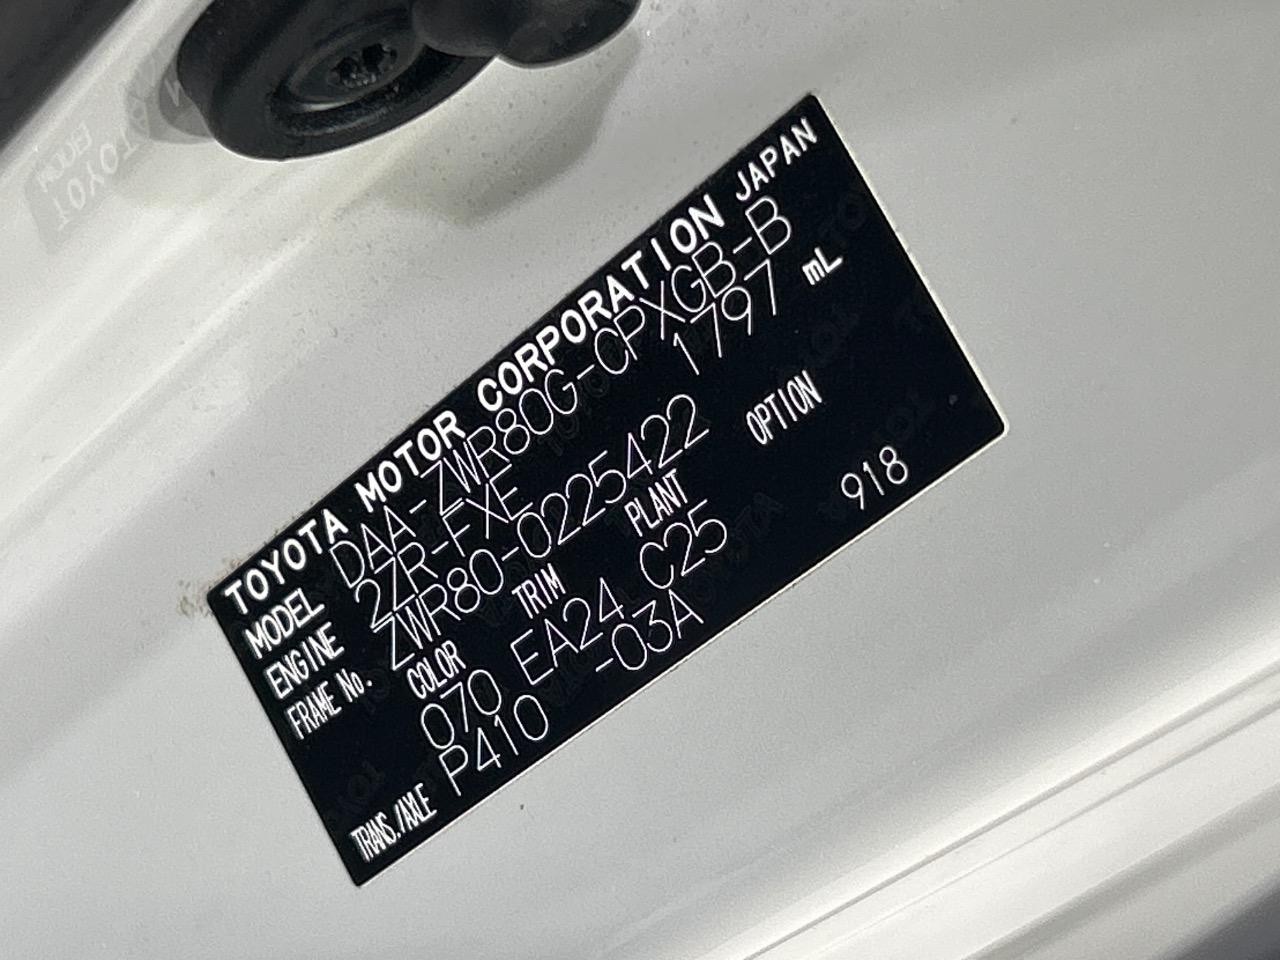 TOYOTA MOTOR CORPORATION JAPAN
MODEL DAA-ZWR80G-CPXGB-B
ENGINE 2ZR-FXE 1797 mL
FRAME No. ZWR80-0225422
COLOR TRIM PLANT OPTION
070 EA24 C25 918
TRANS./AXLE P410 -03A